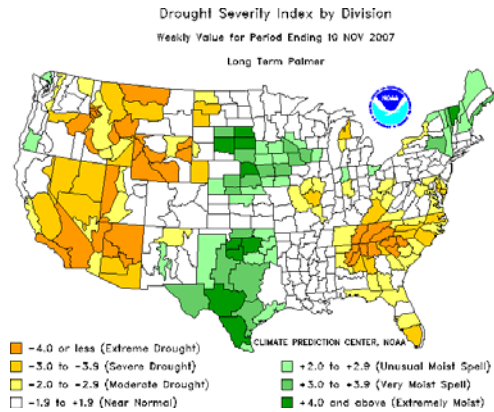 Drought Severity Index by Division
Weekly Value for Period Ending 10 NOV 2007
Long Term Palmer
NOAA
CLIMATE PREDICTION CENTER, NOAA
-4.0 or less (Extreme Drought)
-3.0 to -3.9 (Severe Drought)
-2.0 to -2.9 (Moderate Drought)
-1.9 to +1.9 (Near Normal)
+2.0 to +2.9 (Unusual Moist Spell)
+3.0 to +3.9 (Very Moist Spell)
+4.0 and above (Extremely Moist)